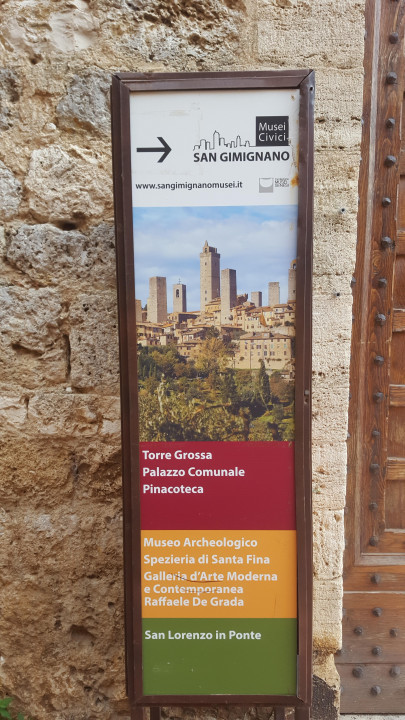 Musei
Civici
SAN GIMIGNANO
www.sangimignanomusei.it
Torre Grossa
Palazzo Comunale
Pinacoteca
Museo Archeologico
Spezieria di Santa Fina
Galleria d'Arte Moderna
e Contemporanea
Raffaele De Grada
San Lorenzo in Ponte